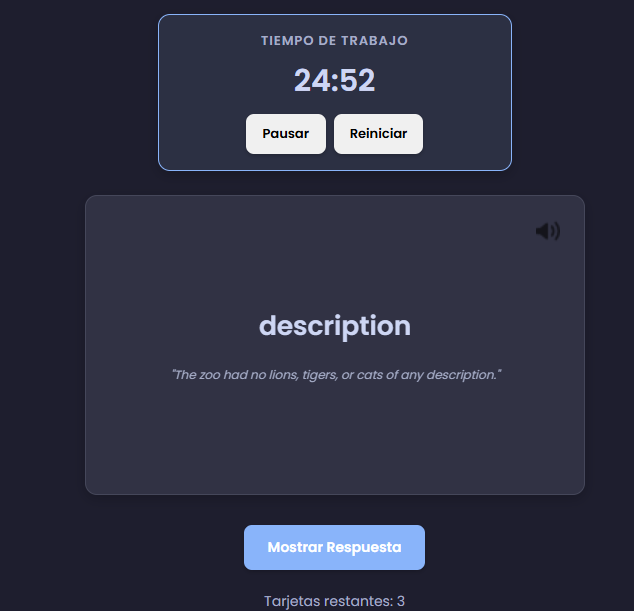 TIEMPO DE TRABAJO
24:52
Pausar Reiniciar
description
"The zoo had no lions, tigers, or cats of any description."
Mostrar Respuesta
Tarjetas restantes: 3